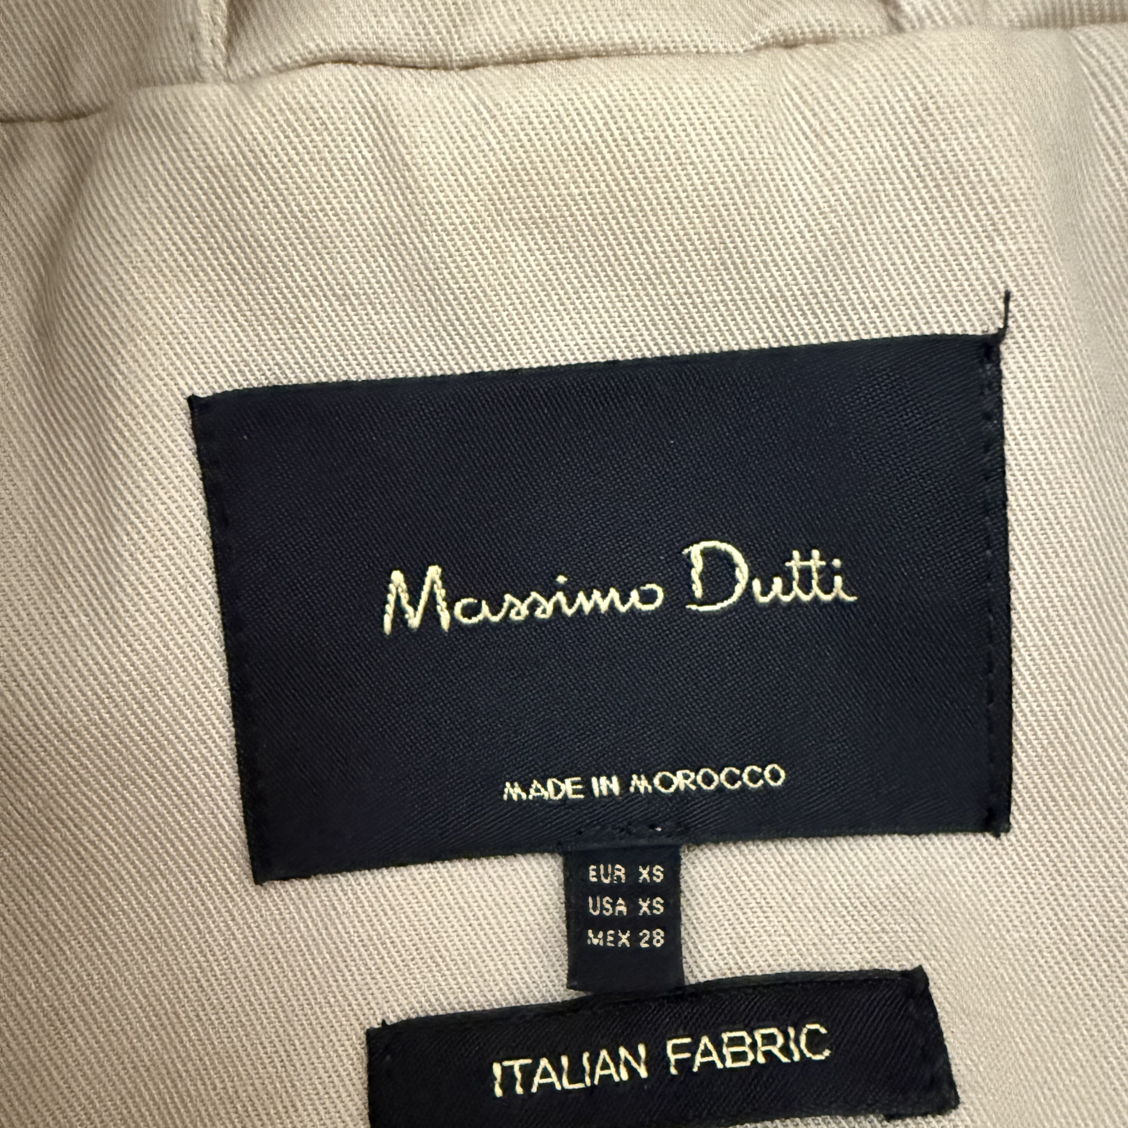 Massimo Dutti
MADE IN MOROCCO
EUR XS
USA XS
MEX 28
ITALIAN FABRIC